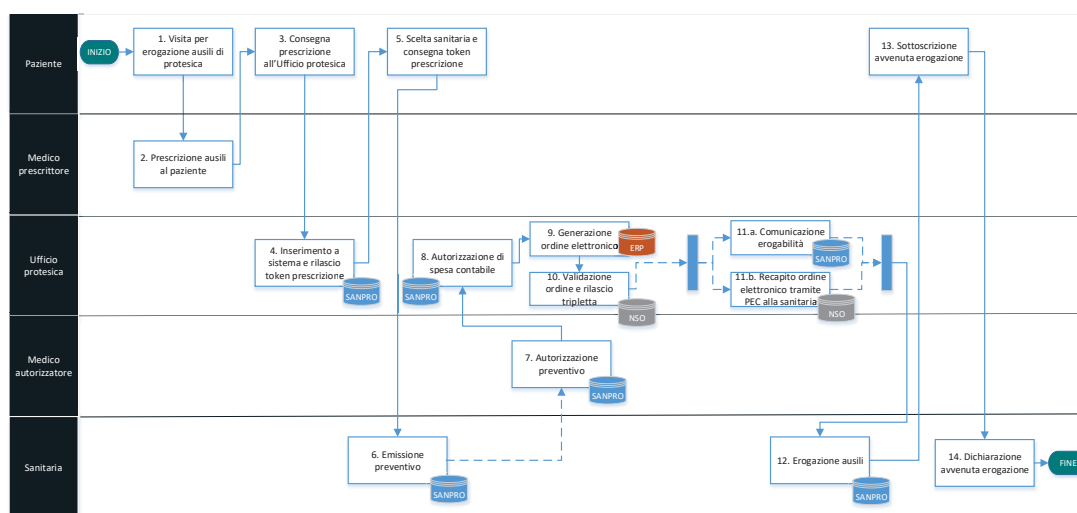 Paziente
INIZIO
1. Visita per
erogazione ausili di
protesica
3. Consegna
prescrizione
all'Ufficio protesica
5. Scelta sanitaria e
consegna token
prescrizione
13. Sottoscrizione
avvenuta erogazione
Medico
prescrittore
2. Prescrizione ausili
al paziente
Ufficio
protesica
4. Inserimento a
sistema e rilascio
token prescrizione
SANPRO
8. Autorizzazione di
spesa contabile
SANPRO
9. Generazione
ordine elettronico
ERP
10. Validazione
ordine e rilascio
tripletta
NSO
11.a. Comunicazione
erogabilità
SANPRO
11.b. Recapito ordine
elettronico tramite
PEC alla sanitaria
NSO
Medico
autorizzatore
7. Autorizzazione
preventivo
SANPRO
Sanitaria
6. Emissione
preventivo
SANPRO
12. Erogazione ausili
SANPRO
14. Dichiarazione
avvenuta erogazione
FINE